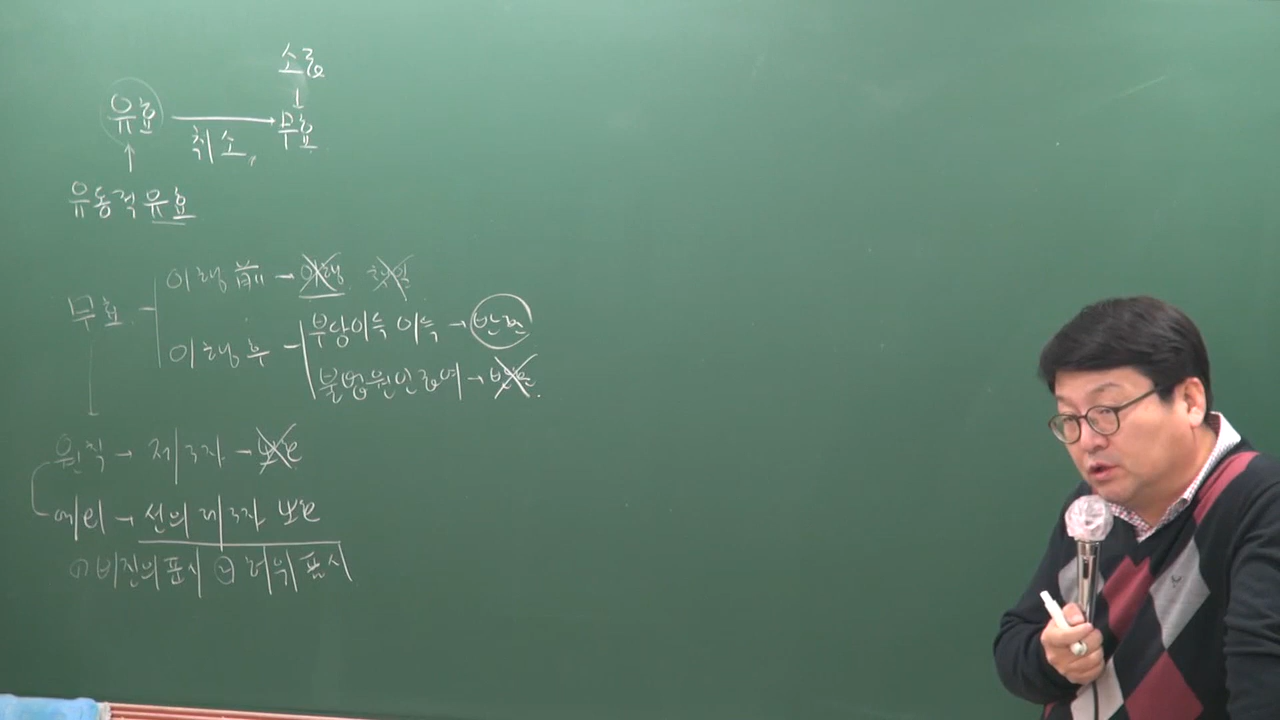 소급
↓
유효 → 무효
취소
↑
유동적 유효
무효 - 이행 前 → 이행 책임
이행 후 - 부당이득 이득 → 반환
불법원인급여 → 반환
원칙 → 제3자 → 보호
예외 → 선의 제3자 보호
① 비진의표시 ② 허위표시